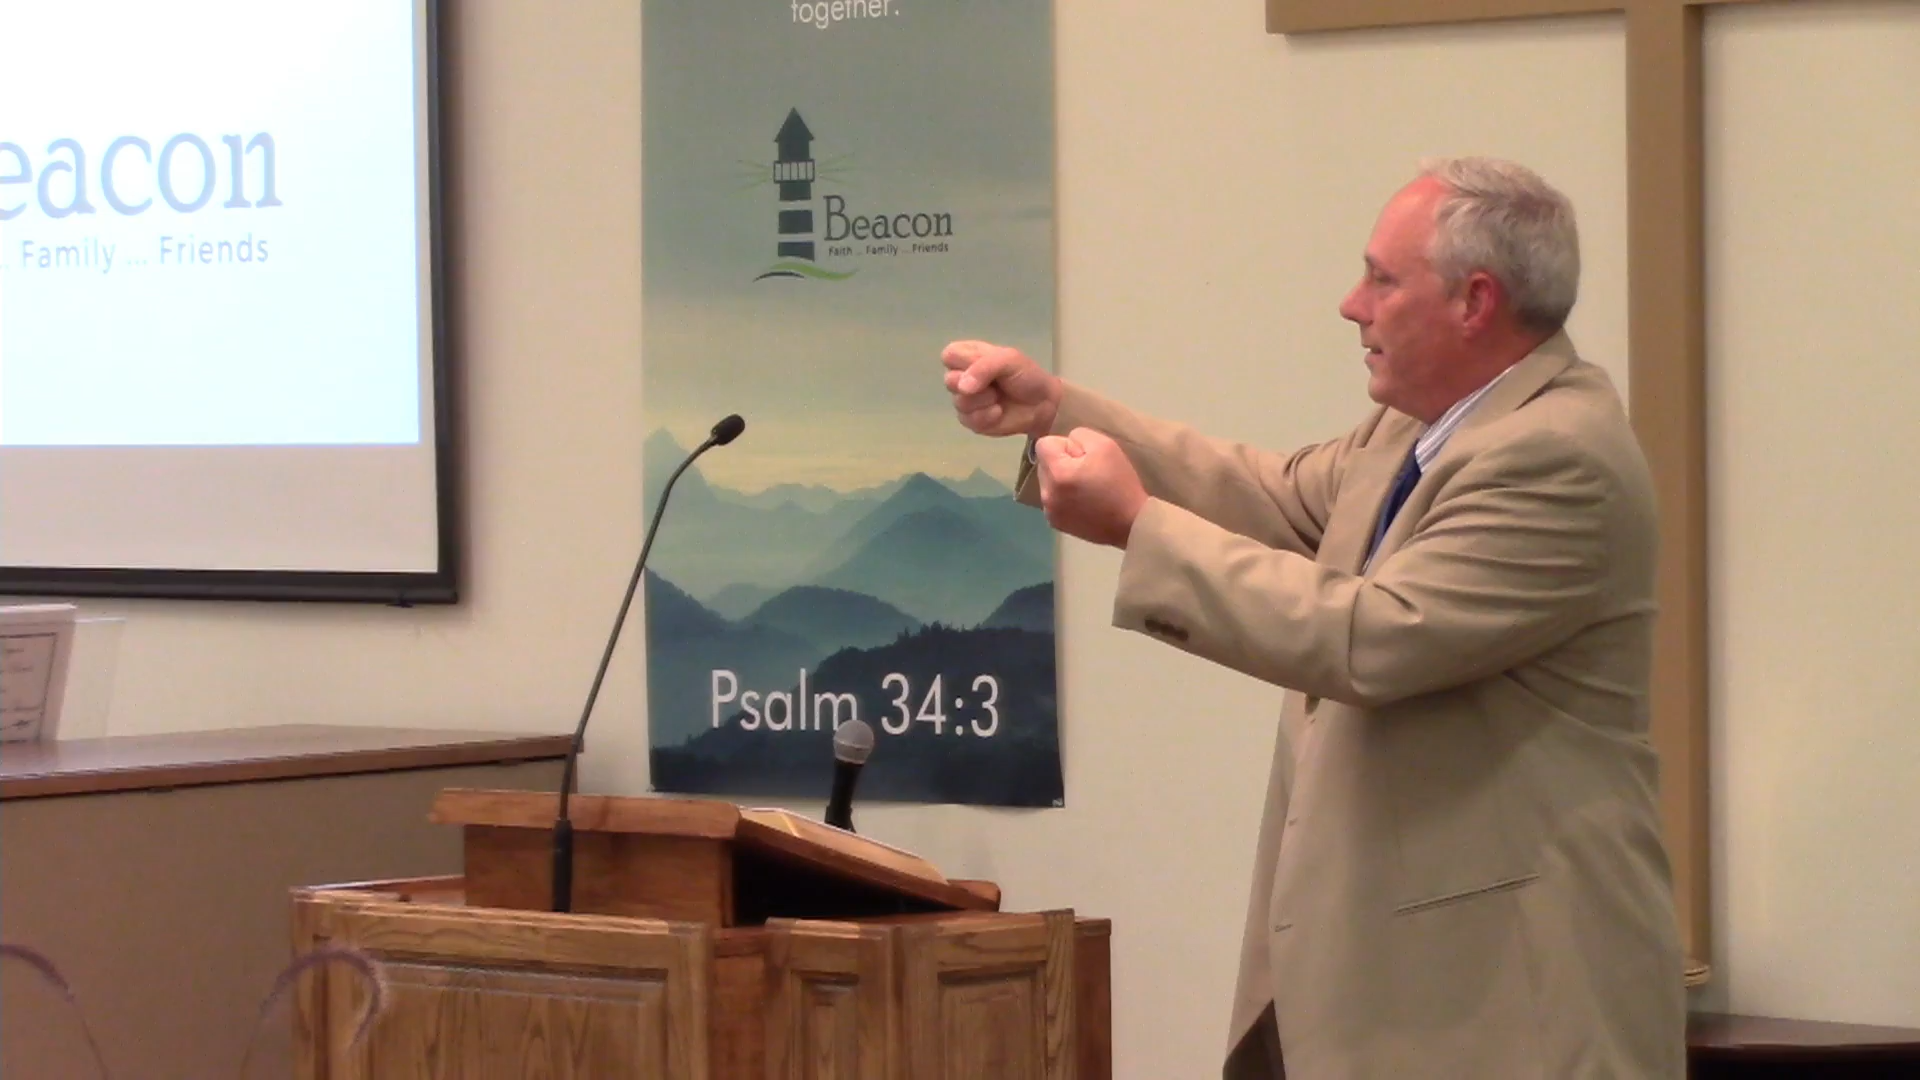 eacon
. Family ... Friends
together.
Beacon
Faith ... Family ... Friends
Psalm 34:3